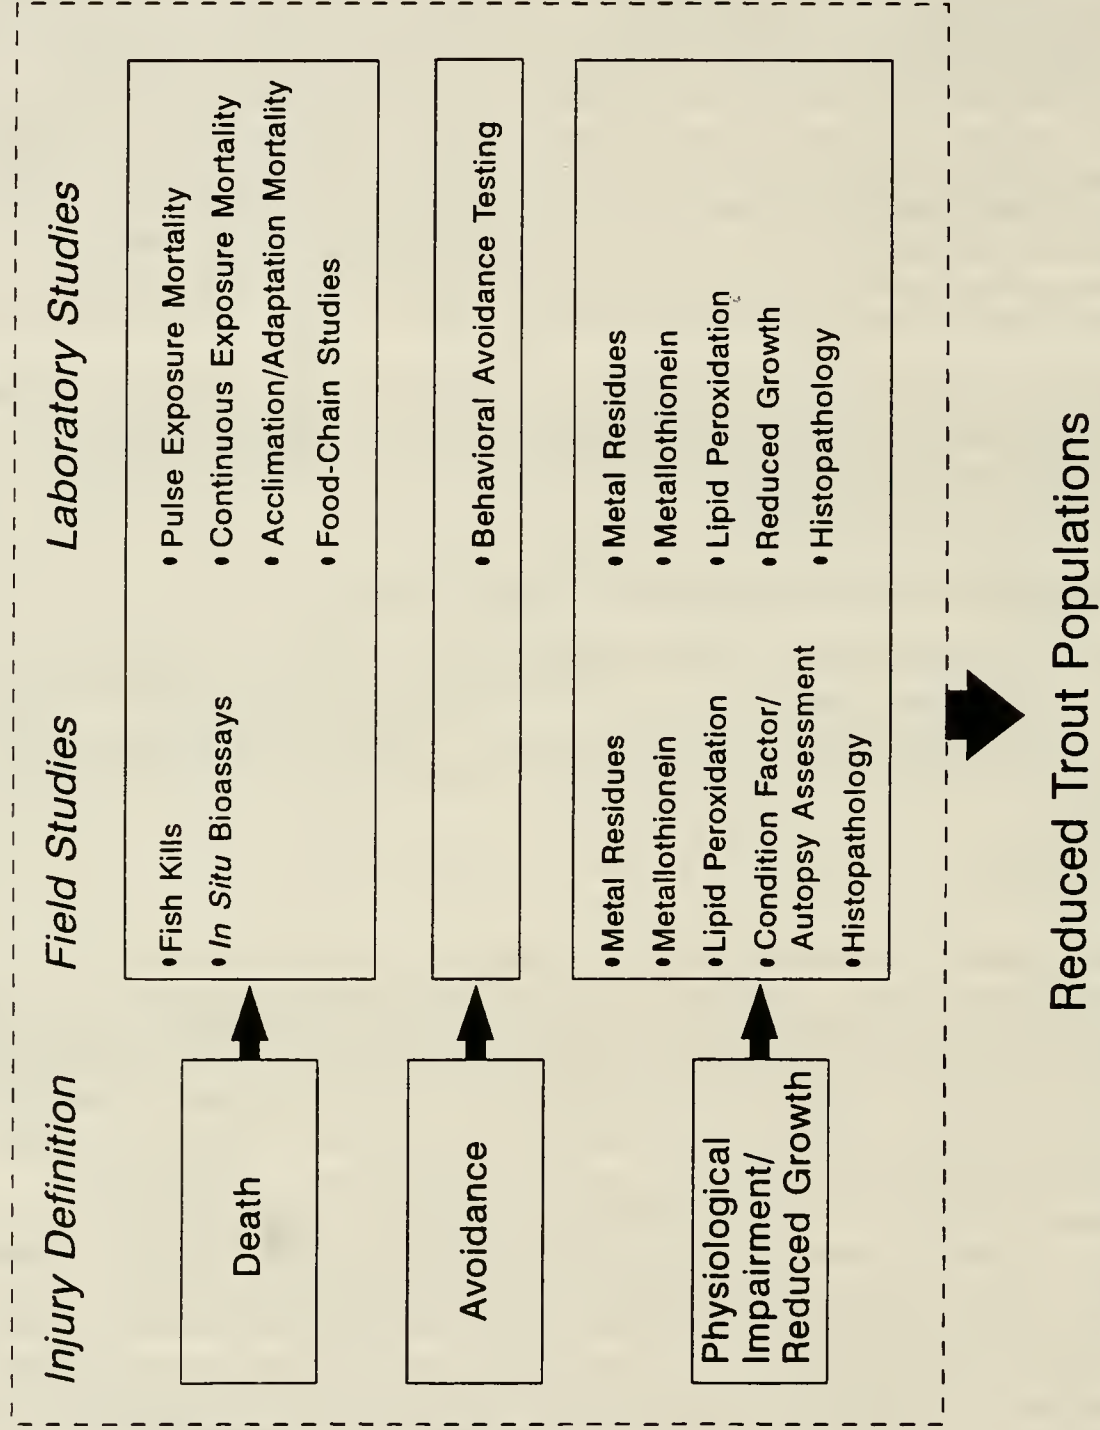 Injury Definition
Field Studies
Laboratory Studies
Death
•Fish Kills
•In Situ Bioassays
•Pulse Exposure Mortality
•Continuous Exposure Mortality
•Acclimation/Adaptation Mortality
•Food-Chain Studies
Avoidance
•Behavioral Avoidance Testing
Physiological
Impairment/
Reduced Growth
•Metal Residues
•Metallothionein
•Lipid Peroxidation
•Condition Factor/
Autopsy Assessment
•Histopathology
•Metal Residues
•Metallothionein
•Lipid Peroxidation
•Reduced Growth
•Histopathology
Reduced Trout Populations